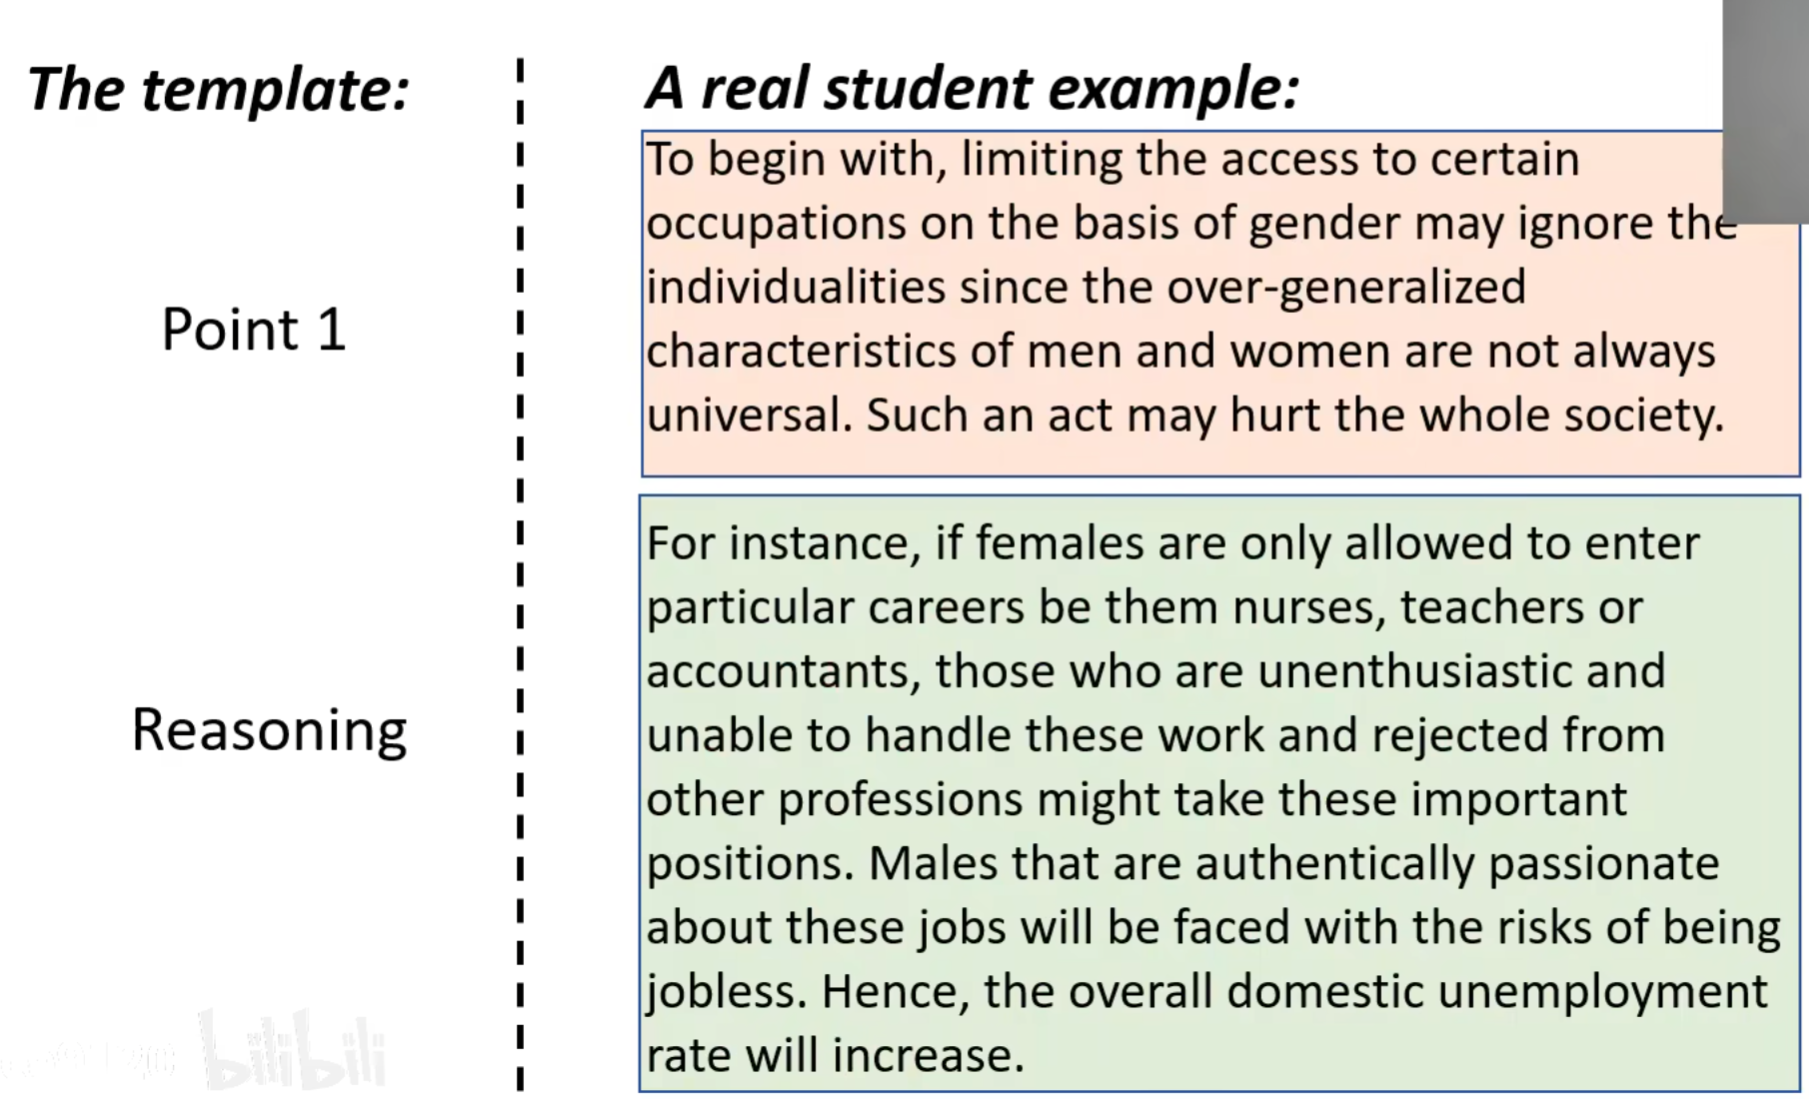 The template:
A real student example:
Point 1
To begin with, limiting the access to certain
occupations on the basis of gender may ignore the
individualities since the over-generalized
characteristics of men and women are not always
universal. Such an act may hurt the whole society.
Reasoning
For instance, if females are only allowed to enter
particular careers be them nurses, teachers or
accountants, those who are unenthusiastic and
unable to handle these work and rejected from
other professions might take these important
positions. Males that are authentically passionate
about these jobs will be faced with the risks of being
jobless. Hence, the overall domestic unemployment
rate will increase.
bilibili